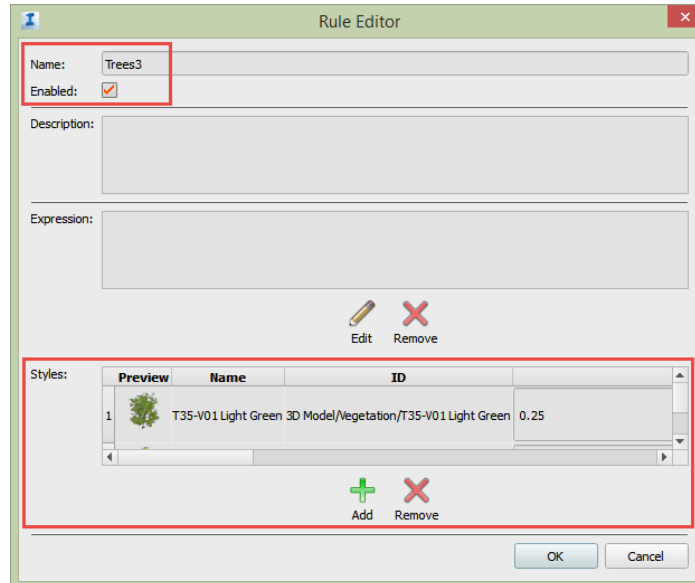 Rule Editor
Name: Trees3
Enabled:
Description:
Expression:
Edit Remove
Styles:
Preview Name ID
1 T35-V01 Light Green 3D Model/Vegetation/T35-V01 Light Green 0.25
Add Remove
OK Cancel